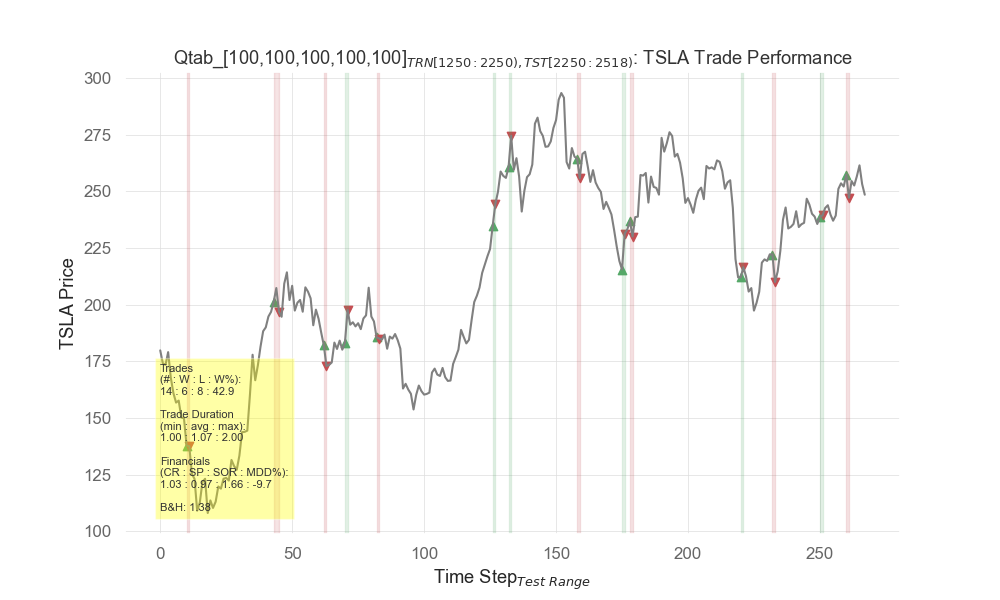 Qtab_[100,100,100,100,100]TRN[1250:2250),TST[2250:2518): TSLA Trade Performance
300
275
250
225
200
175
150
125
100
TSLA Price
Trades
(# : W : L : W%):
14 : 6 : 8 : 42.9
Trade Duration
(min : avg : max):
1.00 : 1.07 : 2.00
Financials
(CR : SP : SOR : MDD%):
1.03 : 0.97 : 1.66 : -9.7
B&H: 1.38
0 50 100 150 200 250
Time StepTest Range